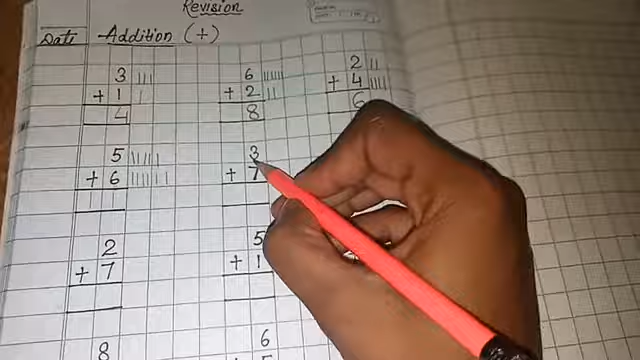 Revision
Date Addition (+)
3 6 2
+ 1 + 2 + 4
4 8 6
5 3
+ 6 + 7
11
2 5
+ 7 + 1
8 6